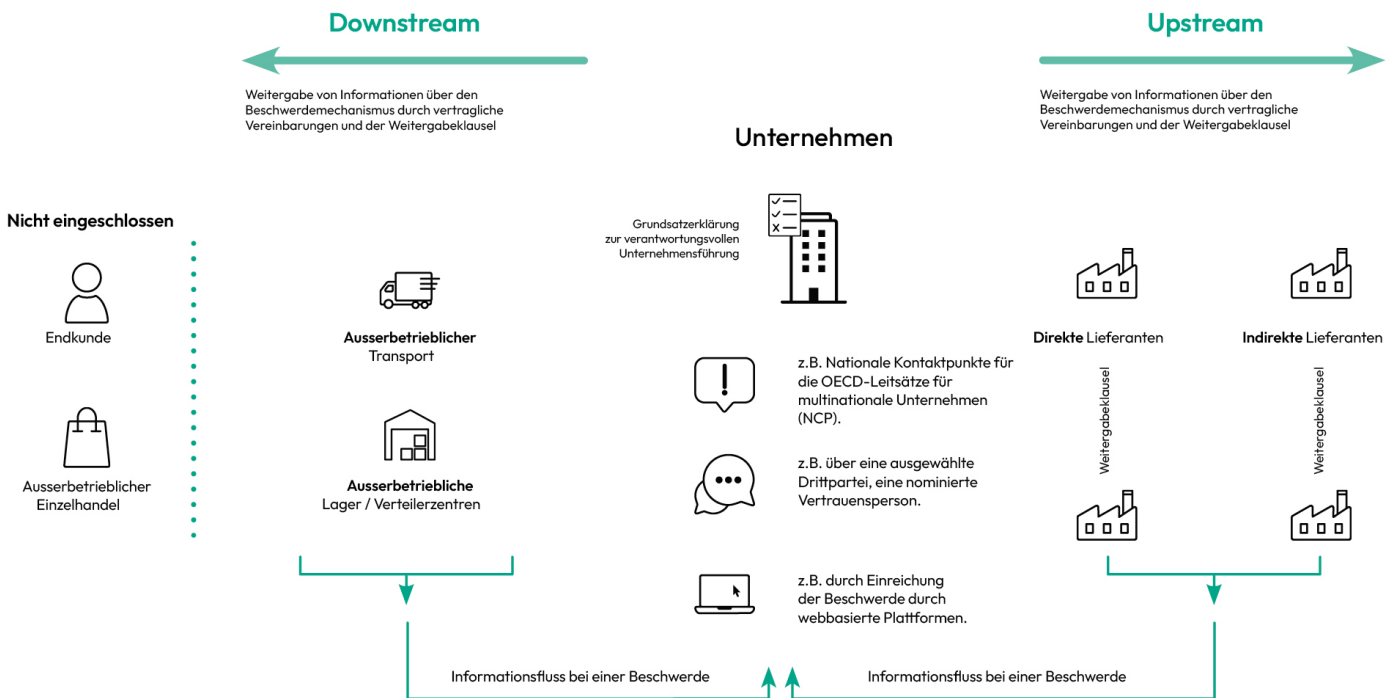 Downstream
Upstream
Weitergabe von Informationen über den
Beschwerdemechanismus durch vertragliche
Vereinbarungen und der Weitergabeklausel
Weitergabe von Informationen über den
Beschwerdemechanismus durch vertragliche
Vereinbarungen und der Weitergabeklausel
Unternehmen
Nicht eingeschlossen
Grundsatzerklärung
zur verantwortungsvollen
Unternehmensführung
Endkunde
Ausserbetrieblicher
Transport
Direkte Lieferanten
Indirekte Lieferanten
z.B. Nationale Kontaktpunkte für
die OECD-Leitsätze für
multinationale Unternehmen
(NCP).
Weitergabeklausel
Weitergabeklausel
Ausserbetrieblicher
Einzelhandel
Ausserbetriebliche
Lager / Verteilerzentren
z.B. über eine ausgewählte
Drittpartei, eine nominierte
Vertrauensperson.
z.B. durch Einreichung
der Beschwerde durch
webbasierte Plattformen.
Informationsfluss bei einer Beschwerde
Informationsfluss bei einer Beschwerde